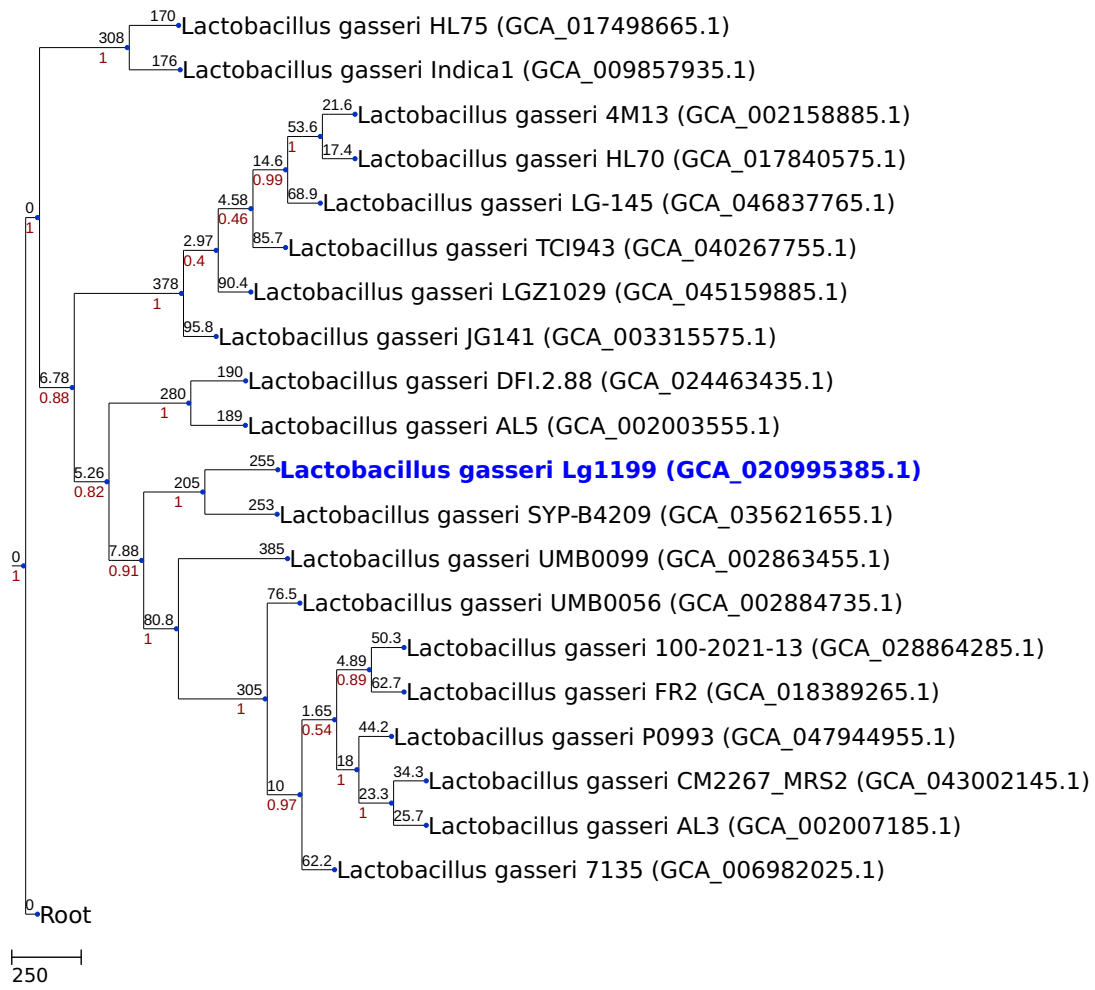 170
Lactobacillus gasseri HL75 (GCA_017498665.1)
308
1
176
Lactobacillus gasseri Indica1 (GCA_009857935.1)
21.6
Lactobacillus gasseri 4M13 (GCA_002158885.1)
53.6
1
17.4
Lactobacillus gasseri HL70 (GCA_017840575.1)
14.6
0.99
68.9
Lactobacillus gasseri LG-145 (GCA_046837765.1)
4.58
0.46
85.7
Lactobacillus gasseri TCI943 (GCA_040267755.1)
0
1
2.97
0.4
90.4
Lactobacillus gasseri LGZ1029 (GCA_045159885.1)
378
1
95.8
Lactobacillus gasseri JG141 (GCA_003315575.1)
6.78
0.88
190
Lactobacillus gasseri DFI.2.88 (GCA_024463435.1)
280
1
189
Lactobacillus gasseri AL5 (GCA_002003555.1)
5.26
0.82
255
Lactobacillus gasseri Lg1199 (GCA_020995385.1)
205
1
253
Lactobacillus gasseri SYP-B4209 (GCA_035621655.1)
0
1
7.88
0.91
385
Lactobacillus gasseri UMB0099 (GCA_002863455.1)
80.8
1
76.5
Lactobacillus gasseri UMB0056 (GCA_002884735.1)
50.3
Lactobacillus gasseri 100-2021-13 (GCA_028864285.1)
4.89
0.89
62.7
Lactobacillus gasseri FR2 (GCA_018389265.1)
305
1
1.65
0.54
44.2
Lactobacillus gasseri P0993 (GCA_047944955.1)
18
1
34.3
Lactobacillus gasseri CM2267_MRS2 (GCA_043002145.1)
10
0.97
23.3
1
25.7
Lactobacillus gasseri AL3 (GCA_002007185.1)
62.2
Lactobacillus gasseri 7135 (GCA_006982025.1)
0
Root
250